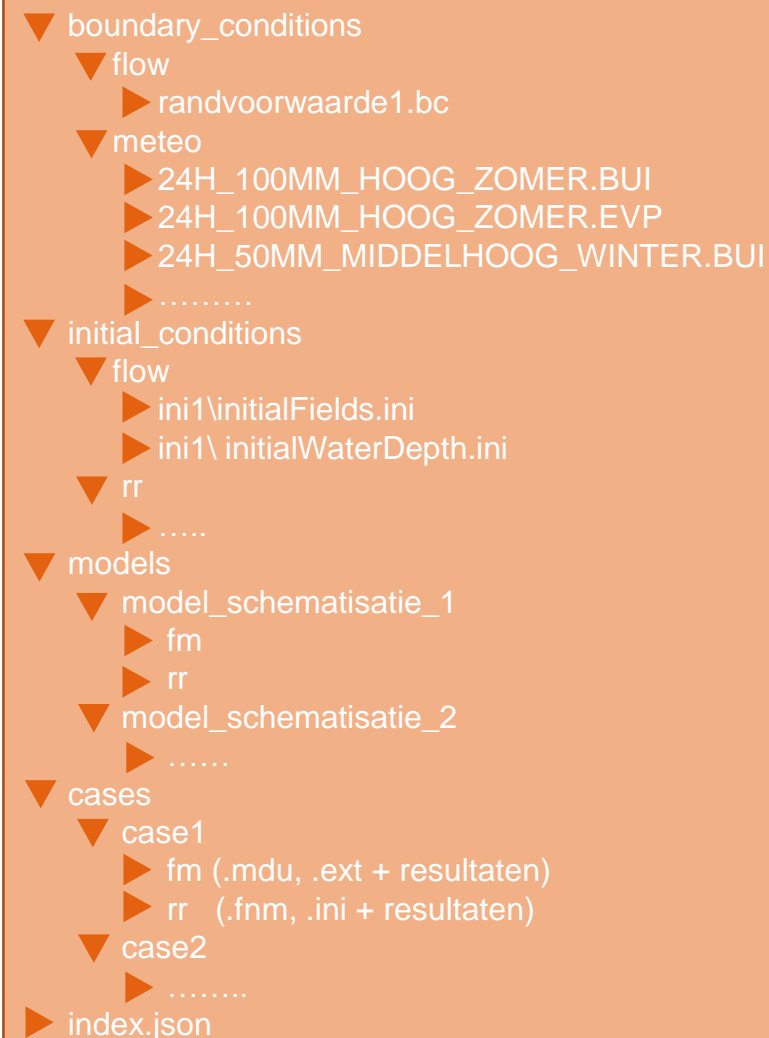 boundary_conditions
flow
randvoorwaarde1.bc
meteo
24H_100MM_HOOG_ZOMER.BUI
24H_100MM_HOOG_ZOMER.EVP
24H_50MM_MIDDELHOOG_WINTER.BUI
………
initial_conditions
flow
ini1\initialFields.ini
ini1\ initialWaterDepth.ini
rr
…..
models
model_schematisatie_1
fm
rr
model_schematisatie_2
……
cases
case1
fm (.mdu, .ext + resultaten)
rr (.fnm, .ini + resultaten)
case2
……..
index.json